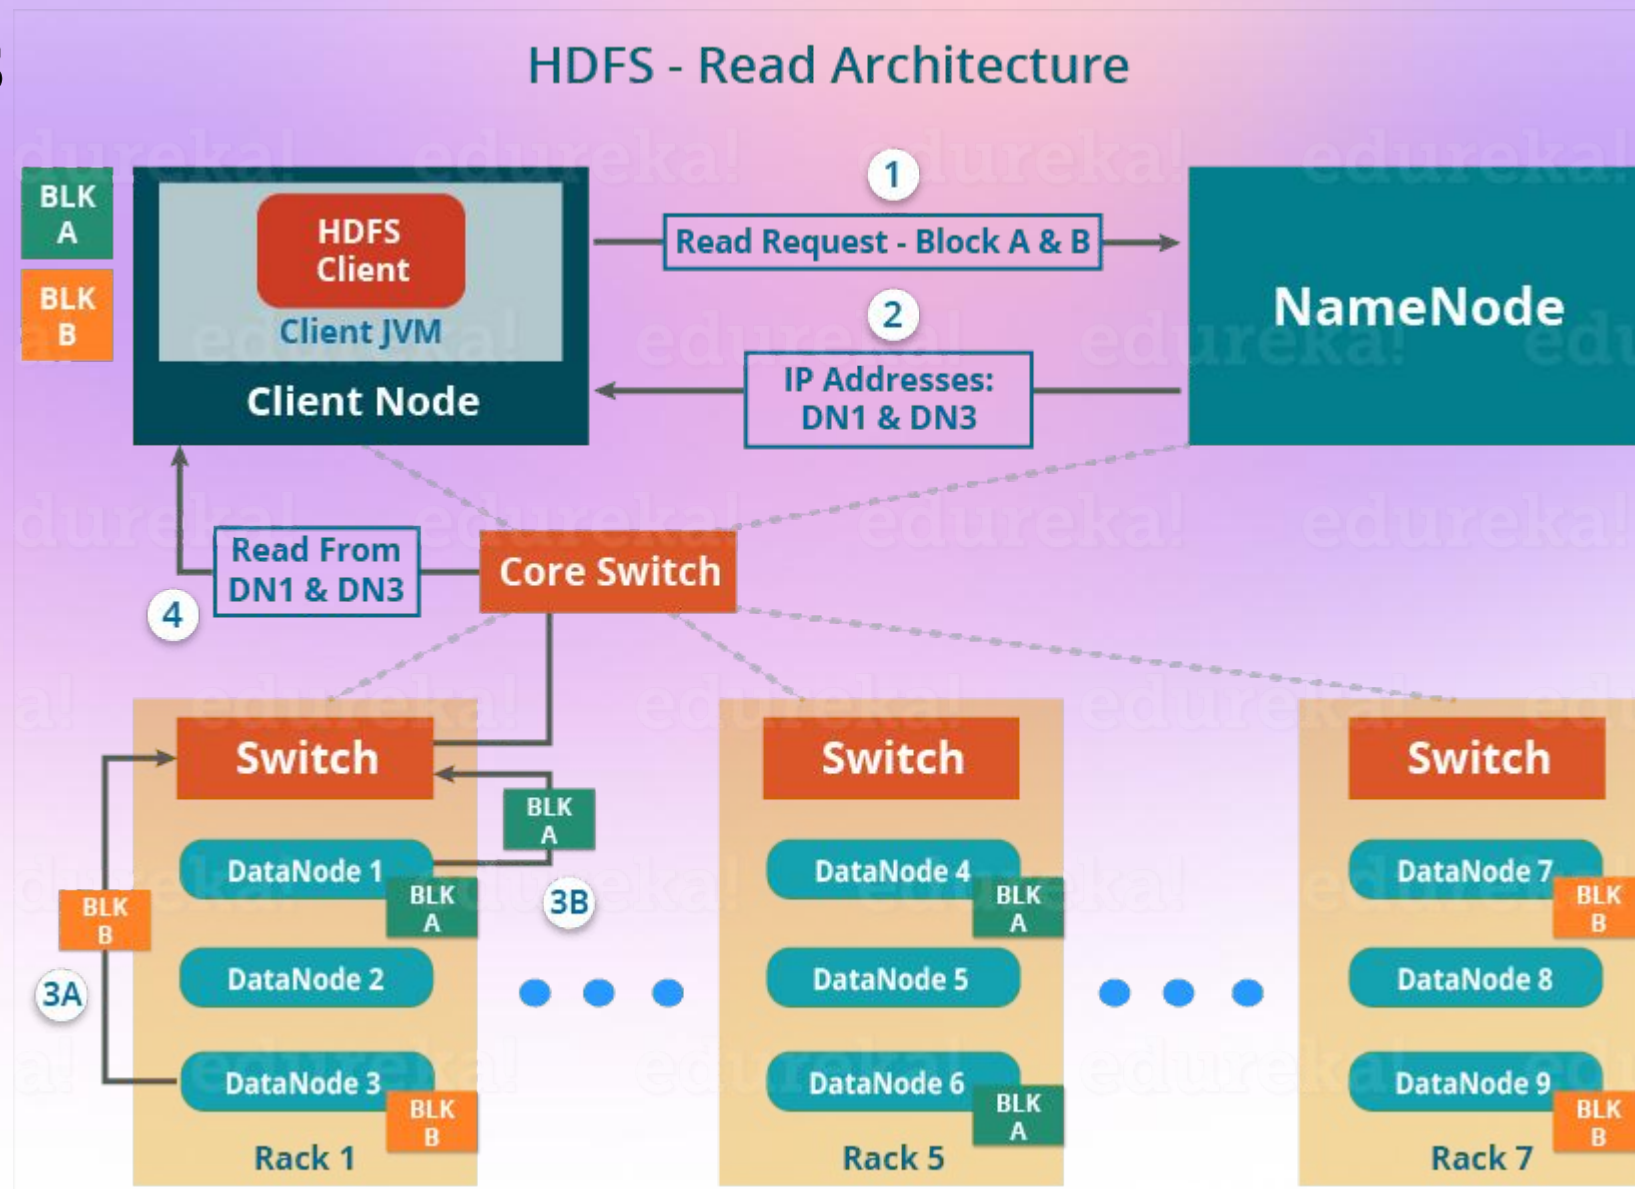 HDFS - Read Architecture
BLK
A
BLK
B
HDFS
Client
Client JVM
Client Node
1
Read Request - Block A & B
2
IP Addresses:
DN1 & DN3
NameNode
Read From
DN1 & DN3
4
Core Switch
Switch
BLK
A
DataNode 1
BLK
A
3B
BLK
B
3A
DataNode 2
DataNode 3
BLK
B
Rack 1
Switch
DataNode 4
BLK
A
DataNode 5
DataNode 6
BLK
A
Rack 5
Switch
DataNode 7
BLK
B
DataNode 8
DataNode 9
BLK
B
Rack 7
edureka!